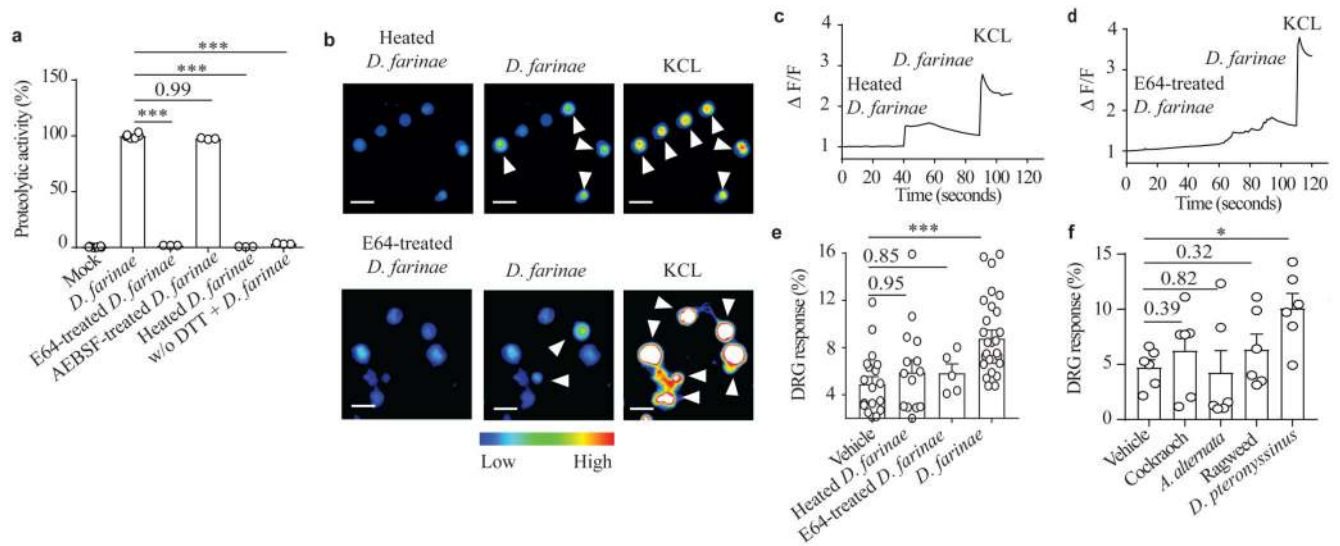 a
Proteolytic activity (%)
150
100
50
0
***
***
0.99
***
Mock
D. farinae
E64-treated D. farinae
AEBSF-treated D. farinae
Heated D. farinae
w/o DTT + D. farinae
b
Heated
D. farinae
D. farinae
KCL
E64-treated
D. farinae
D. farinae
KCL
Low
High
c
Δ F/F
4
3
2
1
Heated
D. farinae
D. farinae
KCL
0 20 40 60 80 100 120
Time (seconds)
d
Δ F/F
4
3
2
1
E64-treated
D. farinae
D. farinae
KCL
0 20 40 60 80 100 120
Time (seconds)
e
DRG response (%)
16
12
8
4
***
0.85
0.95
Vehicle
Heated D. farinae
E64-treated D. farinae
D. farinae
f
DRG response (%)
15
10
5
0
*
0.32
0.82
0.39
Vehicle
Cockraoch
A. alternata
Ragweed
D. pteronyssinus